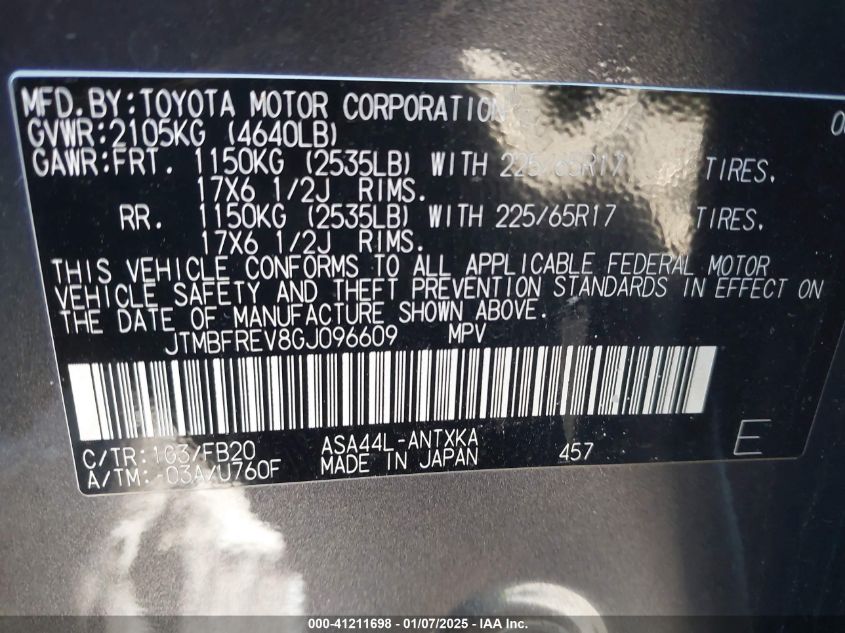 MFD. BY: TOYOTA MOTOR CORPORATION
GVWR: 2105KG (4640LB)
GAWR: FRT. 1150KG (2535LB) WITH 225/65R17 TIRES,
17X6 1/2J RIMS.
RR. 1150KG (2535LB) WITH 225/65R17 TIRES,
17X6 1/2J RIMS.
THIS VEHICLE CONFORMS TO ALL APPLICABLE FEDERAL MOTOR
VEHICLE SAFETY AND THEFT PREVENTION STANDARDS IN EFFECT ON
THE DATE OF MANUFACTURE SHOWN ABOVE.
JTMBFREV8GJ096609 MPV
C/TR: 1G3/FB20 ASA44L-ANTXKA
A/TM: -03A/U760F MADE IN JAPAN 457 E
000-41211698 - 01/07/2025 - IAA Inc.